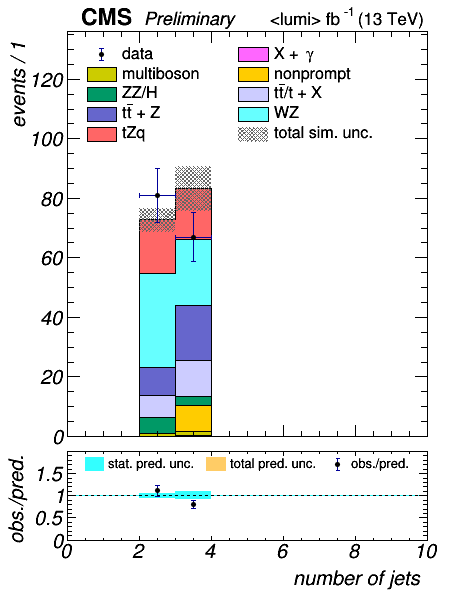 CMS Preliminary <lumi> fb⁻¹ (13 TeV)
events / 1
data
X + γ
multiboson
nonprompt
ZZ/H
tt̄/t + X
tt̄ + Z
WZ
tZq
total sim. unc.
120
100
80
60
40
20
0
obs./pred.
stat. pred. unc. total pred. unc. obs./pred.
1.5
1
0.5
0
0 2 4 6 8 10
number of jets